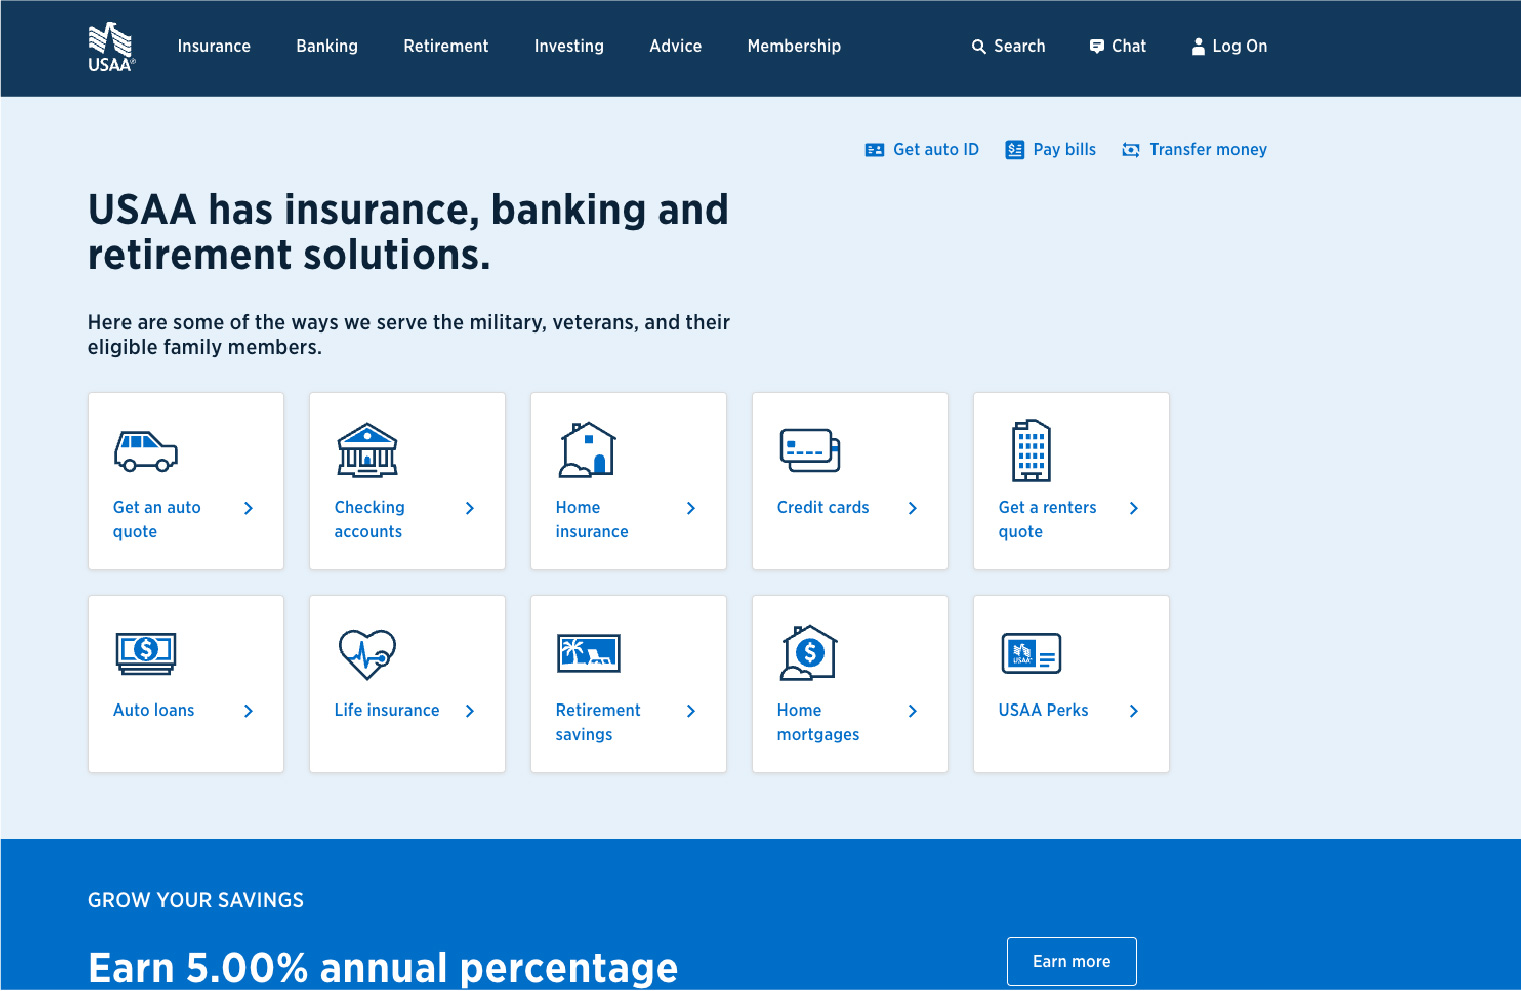 USAA®
Insurance
Banking
Retirement
Investing
Advice
Membership
Search
Chat
Log On
Get auto ID
Pay bills
Transfer money
USAA has insurance, banking and
retirement solutions.
Here are some of the ways we serve the military, veterans, and their
eligible family members.
Get an auto
quote
Checking
accounts
Home
insurance
Credit cards
Get a renters
quote
Auto loans
Life insurance
Retirement
savings
Home
mortgages
USAA
USAA Perks
GROW YOUR SAVINGS
Earn 5.00% annual percentage
Earn more